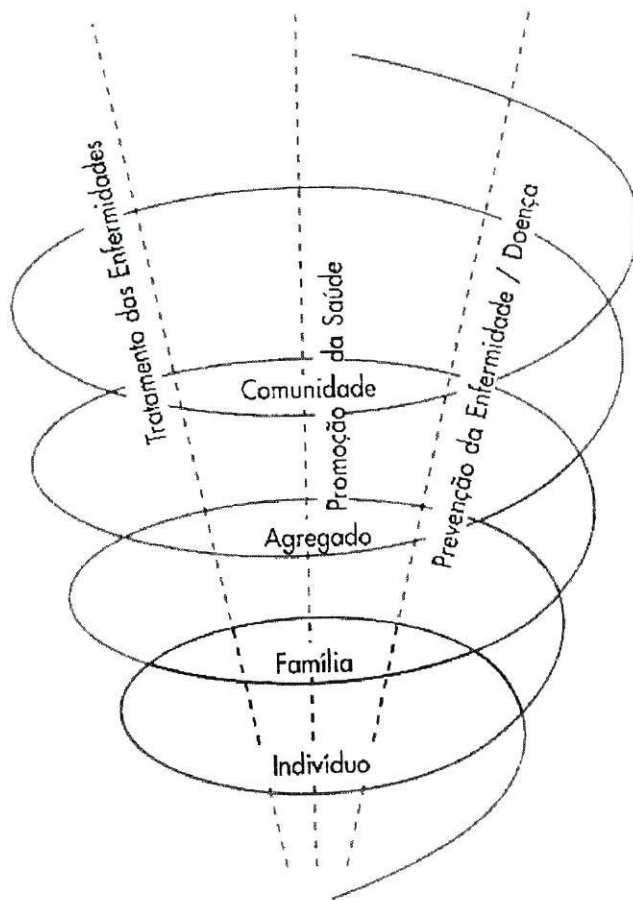 Tratamento das Enfermidades
Promoção da Saúde
Prevenção da Enfermidade / Doença
Comunidade
Agregado
Família
Indivíduo